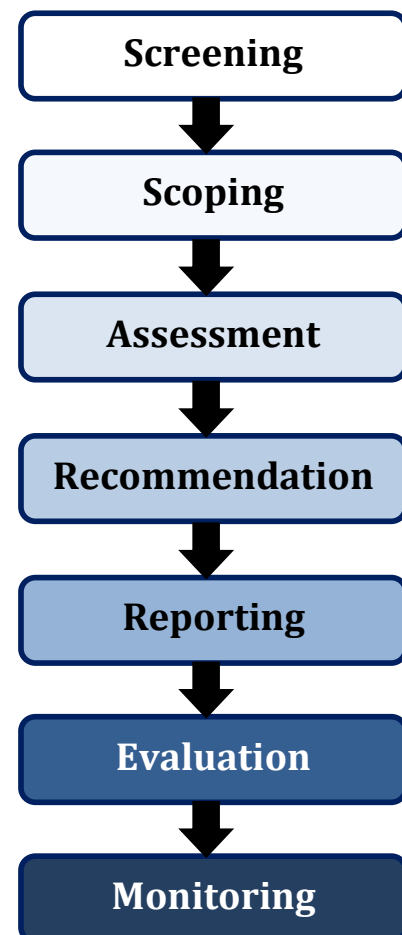 Screening
Scoping
Assessment
Recommendation
Reporting
Evaluation
Monitoring